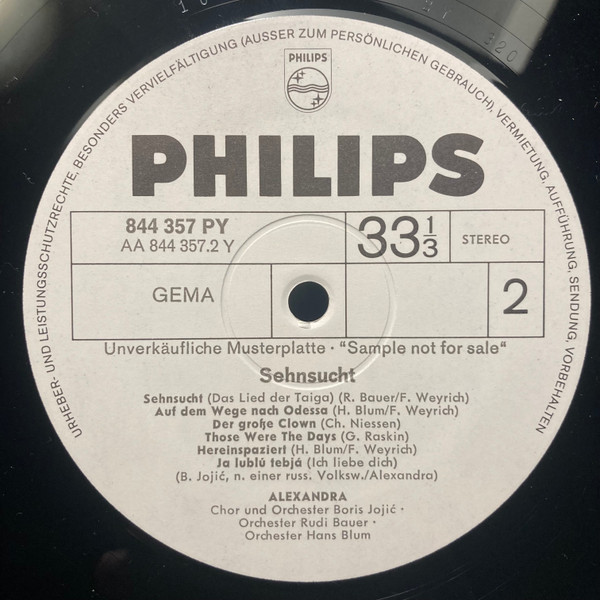 URHEBER- UND LEISTUNGSSCHUTZRECHTE, BESONDERS VERVIELFÄLTIGUNG (AUSSER ZUM PERSÖNLICHEN GEBRAUCH), VERMIETUNG, AUFFÜHRUNG, SENDUNG, VORBEHALTEN
PHILIPS
PHILIPS
844 357 PY
AA 844 357.2 Y
33 1/3
STEREO
GEMA
2
Unverkäufliche Musterplatte · “Sample not for sale“
Sehnsucht
Sehnsucht (Das Lied der Taiga) (R. Bauer/F. Weyrich)
Auf dem Wege nach Odessa (H. Blum/F. Weyrich)
Der große Clown (Ch. Niessen)
Those Were The Days (G. Raskin)
Hereinspaziert (H. Blum/F. Weyrich)
Ja lublú tebjá (Ich liebe dich)
(B. Jojić, n. einer russ. Volksw./Alexandra)
ALEXANDRA
Chor und Orchester Boris Jojić ·
Orchester Rudi Bauer ·
Orchester Hans Blum